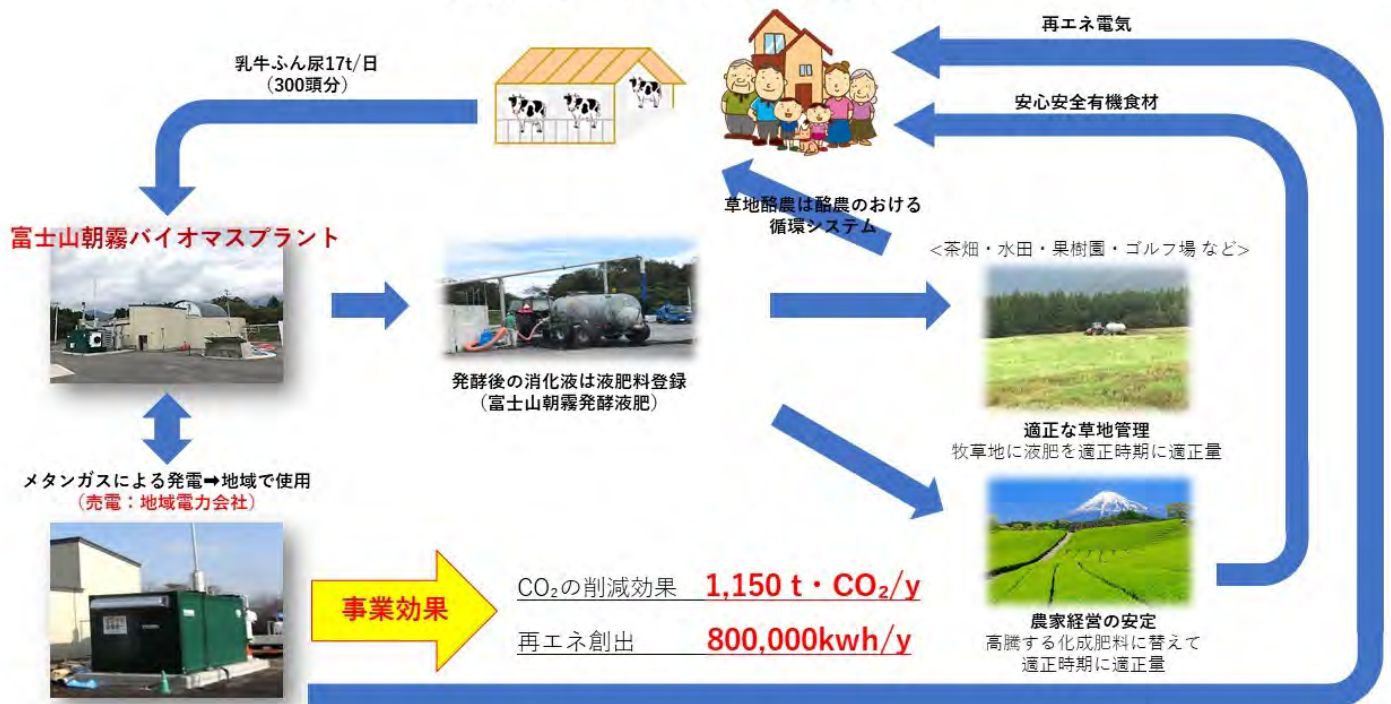 再エネ電気
乳牛ふん尿17t/日
（300頭分）
安心安全有機食材
草地酪農は酪農のおける
循環システム
富士山朝霧バイオマスプラント
<茶畑・水田・果樹園・ゴルフ場 など>
発酵後の消化液は液肥料登録
（富士山朝霧発酵液肥）
適正な草地管理
牧草地に液肥を適正時期に適正量
メタンガスによる発電➡地域で使用
（売電：地域電力会社）
事業効果
CO₂の削減効果 1,150 t・CO₂/y
再エネ創出 800,000kwh/y
農家経営の安定
高騰する化成肥料に替えて
適正時期に適正量